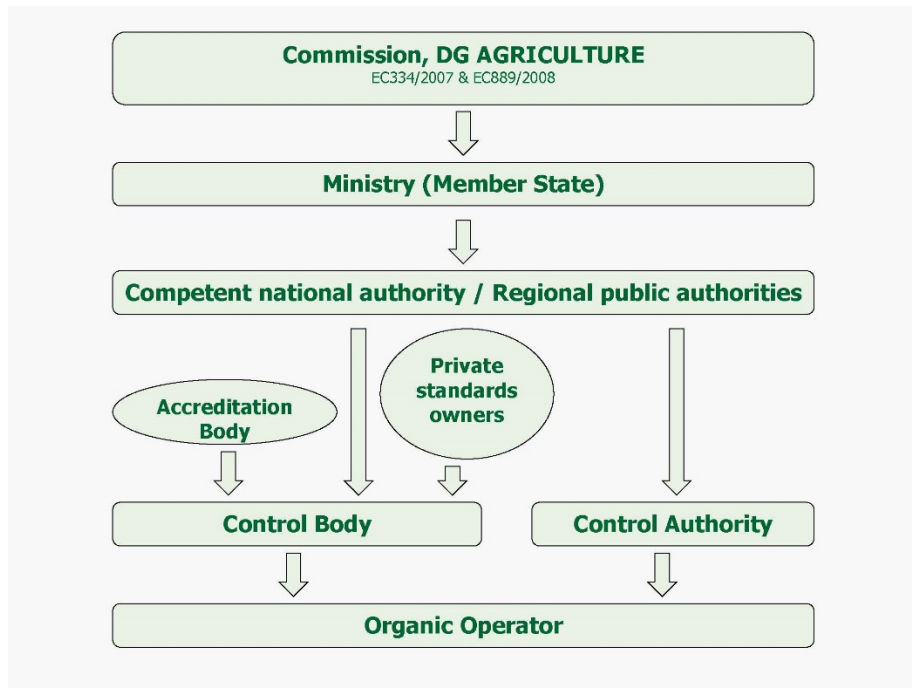 Commission, DG AGRICULTURE
EC334/2007 & EC889/2008
Ministry (Member State)
Competent national authority / Regional public authorities
Private
standards
owners
Accreditation
Body
Control Body
Control Authority
Organic Operator